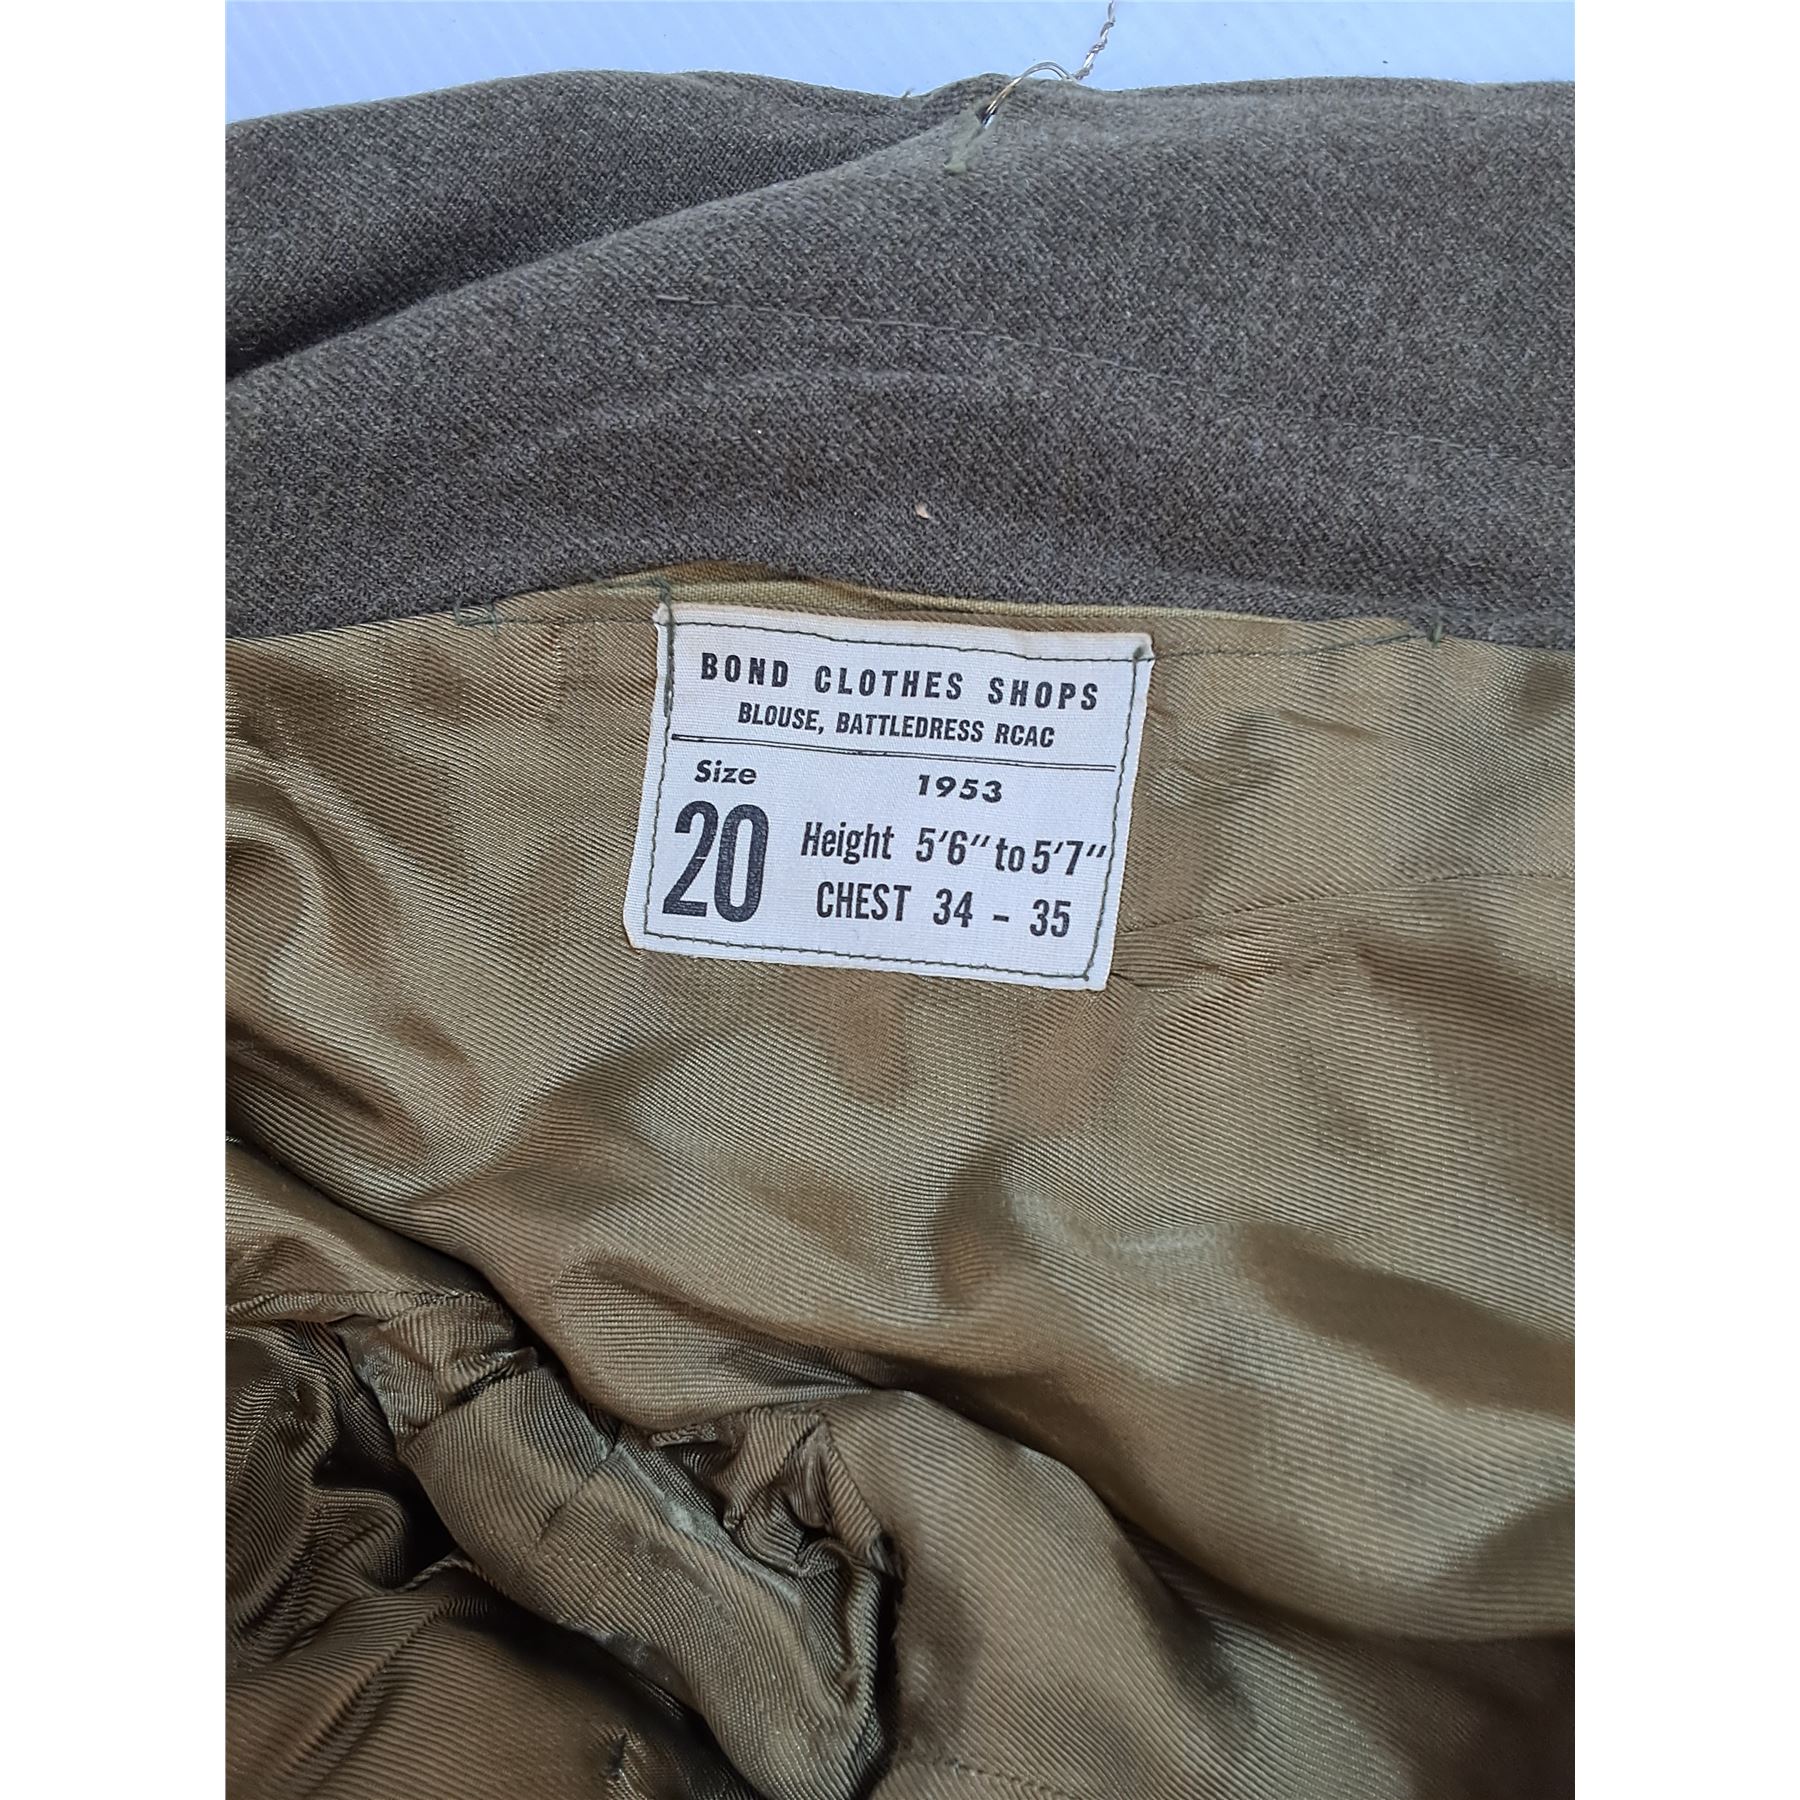 BOND CLOTHES SHOPS
BLOUSE, BATTLEDRESS RCAC
Size 1953
20 Height 5'6" to 5'7"
CHEST 34 - 35